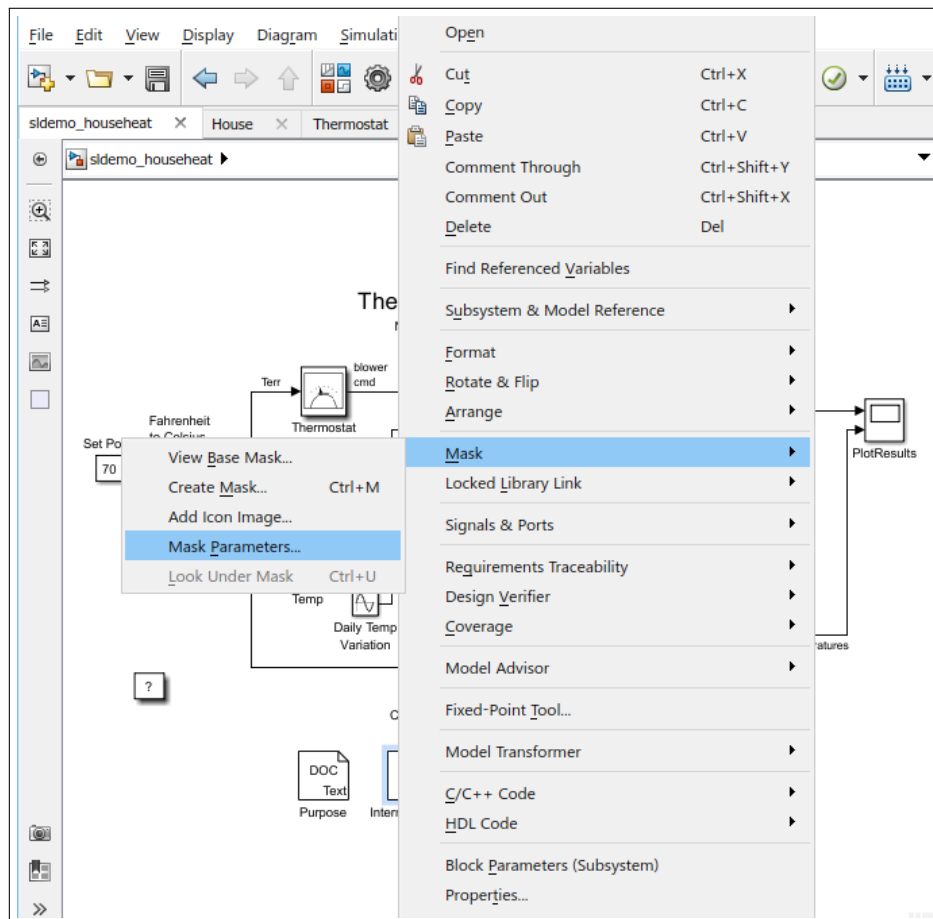 File Edit View Display Diagram Simulati
sldemo_househeat House Thermostat
sldemo_househeat
The
Terr
blower
cmd
Thermostat
Fahrenheit
to Celsius
Set Po
70
Temp
Daily Temp
Variation
?
DOC
Text
Purpose
Inter
PlotResults
atures
Open
Cut Ctrl+X
Copy Ctrl+C
Paste Ctrl+V
Comment Through Ctrl+Shift+Y
Comment Out Ctrl+Shift+X
Delete Del
Find Referenced Variables
Subsystem & Model Reference
Format
Rotate & Flip
Arrange
Mask
Locked Library Link
Signals & Ports
Requirements Traceability
Design Verifier
Coverage
Model Advisor
Fixed-Point Tool...
Model Transformer
C/C++ Code
HDL Code
Block Parameters (Subsystem)
Properties...
View Base Mask...
Create Mask... Ctrl+M
Add Icon Image...
Mask Parameters...
Look Under Mask Ctrl+U